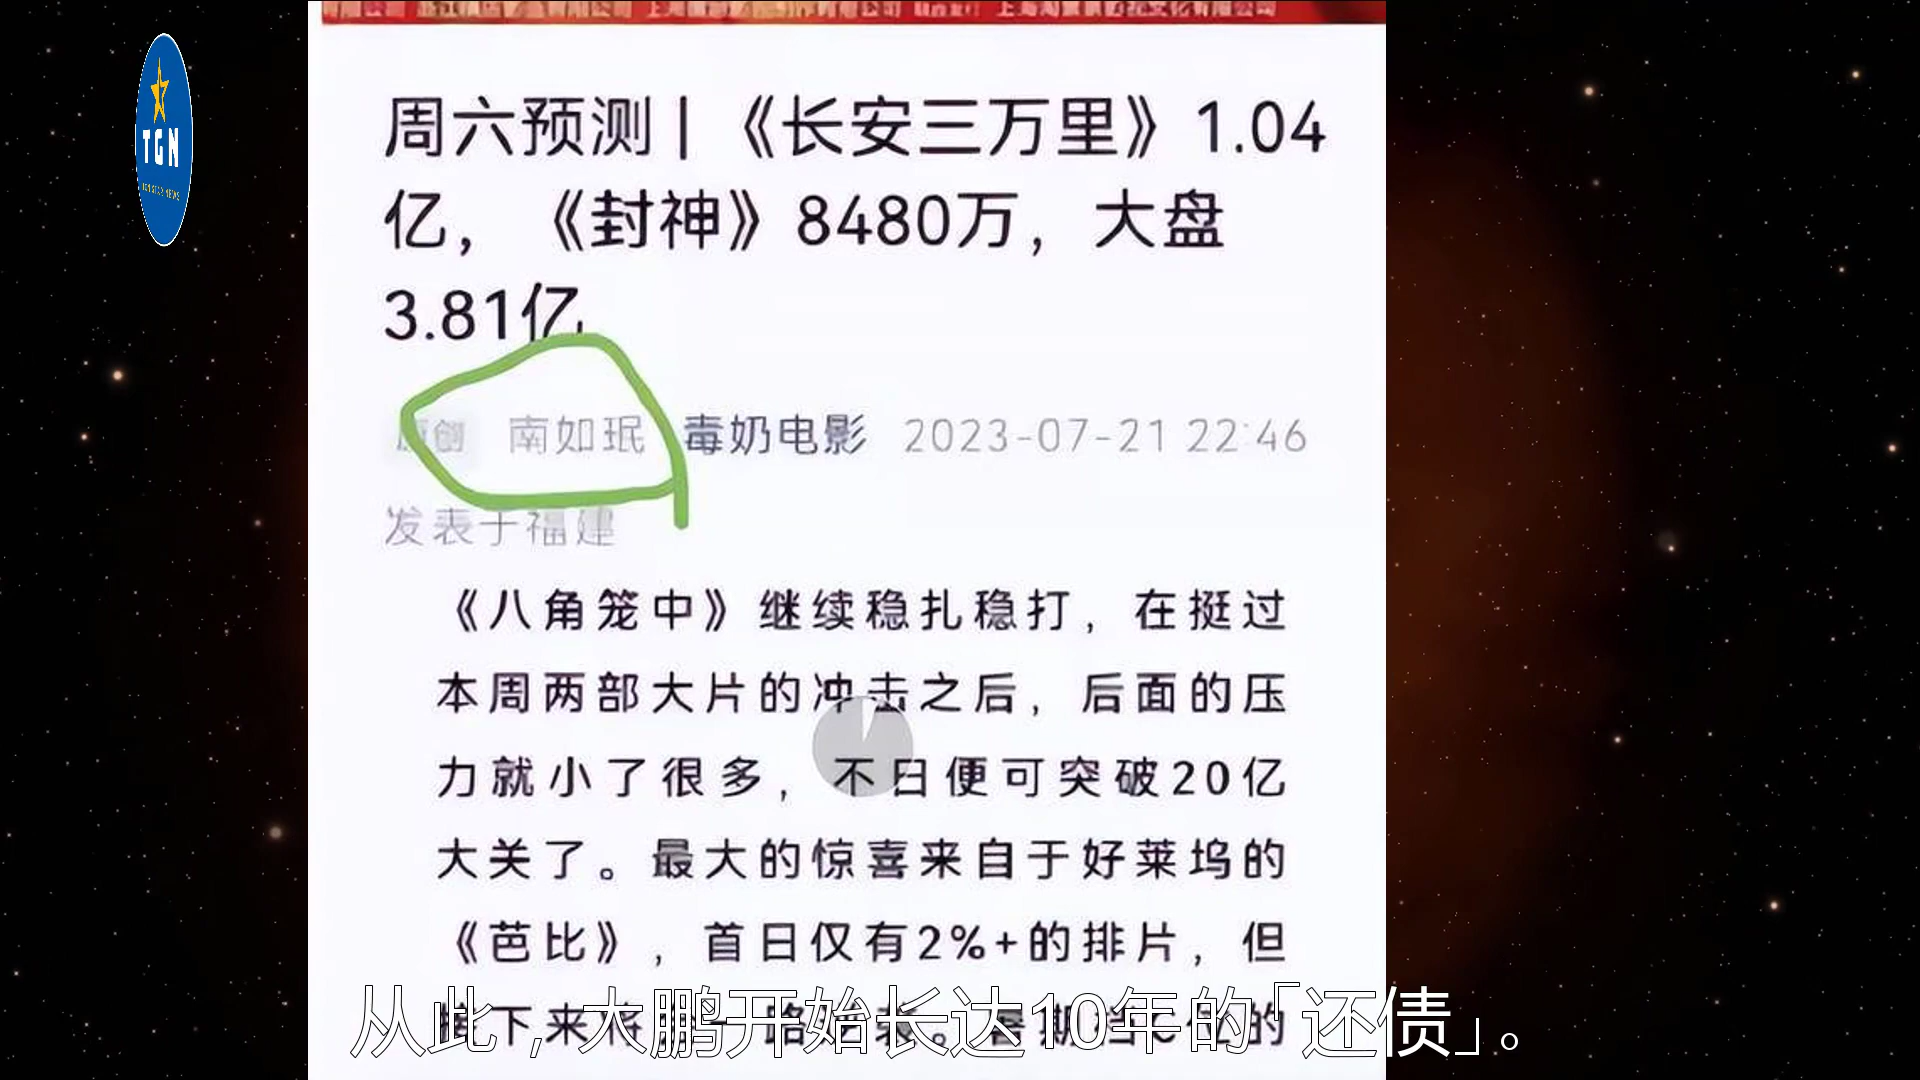 TGN
周六预测 | 《长安三万里》1.04
亿，《封神》8480万，大盘
3.81亿
原创 南如珉 毒奶电影 2023-07-21 22:46
发表于福建
《八角笼中》继续稳扎稳打，在挺过
本周两部大片的冲击之后，后面的压
力就小了很多，不日便可突破20亿
大关了。最大的惊喜来自于好莱坞的
《芭比》，首日仅有2%+的排片，但
从此，大鹏开始长达10年的「还债」。